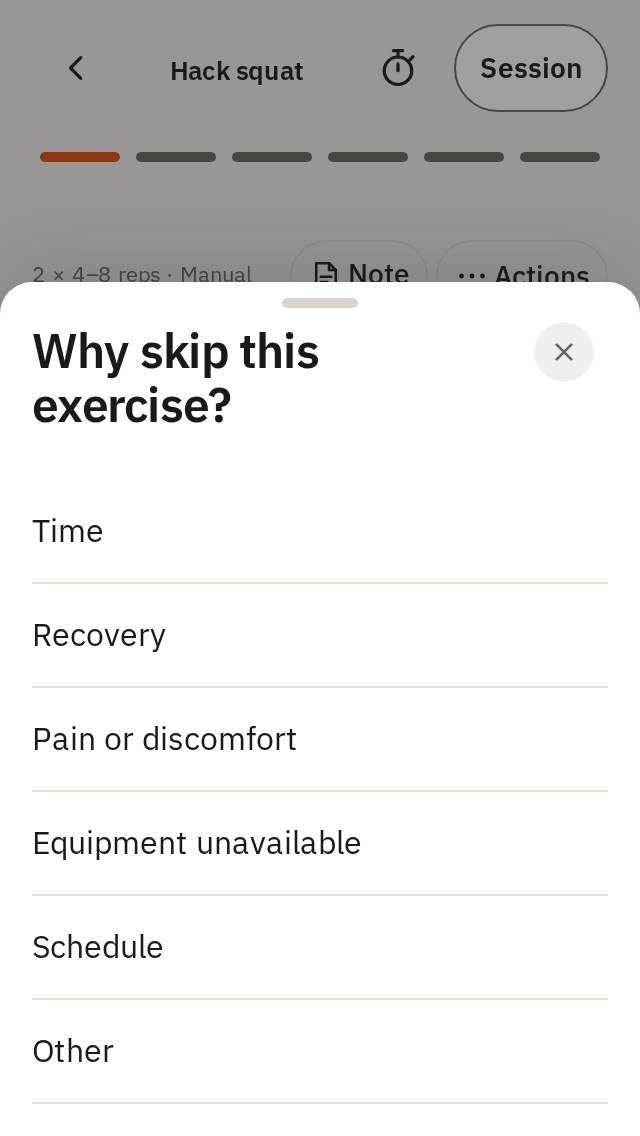 Hack squat
Session
2 × 4–8 reps · Manual
Note
Actions
Why skip this
exercise?
Time
Recovery
Pain or discomfort
Equipment unavailable
Schedule
Other